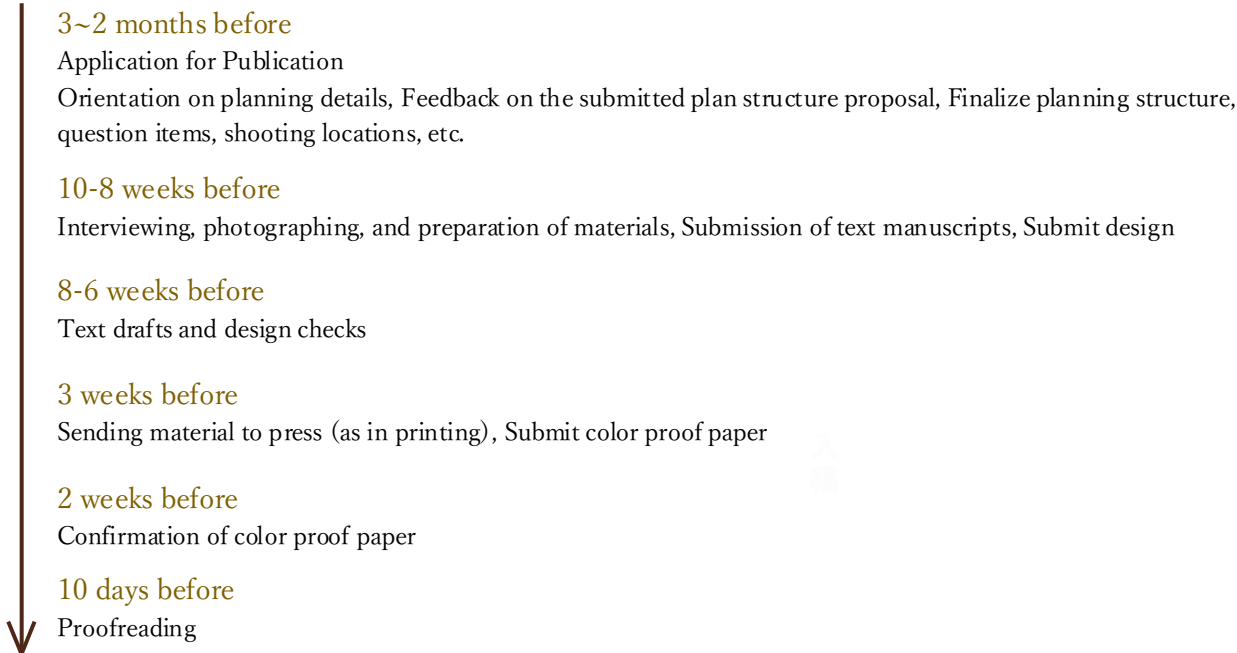 3~2 months before
Application for Publication
Orientation on planning details, Feedback on the submitted plan structure proposal, Finalize planning structure,
question items, shooting locations, etc.
10-8 weeks before
Interviewing, photographing, and preparation of materials, Submission of text manuscripts, Submit design
8-6 weeks before
Text drafts and design checks
3 weeks before
Sending material to press (as in printing), Submit color proof paper
入稿
2 weeks before
Confirmation of color proof paper
10 days before
Proofreading